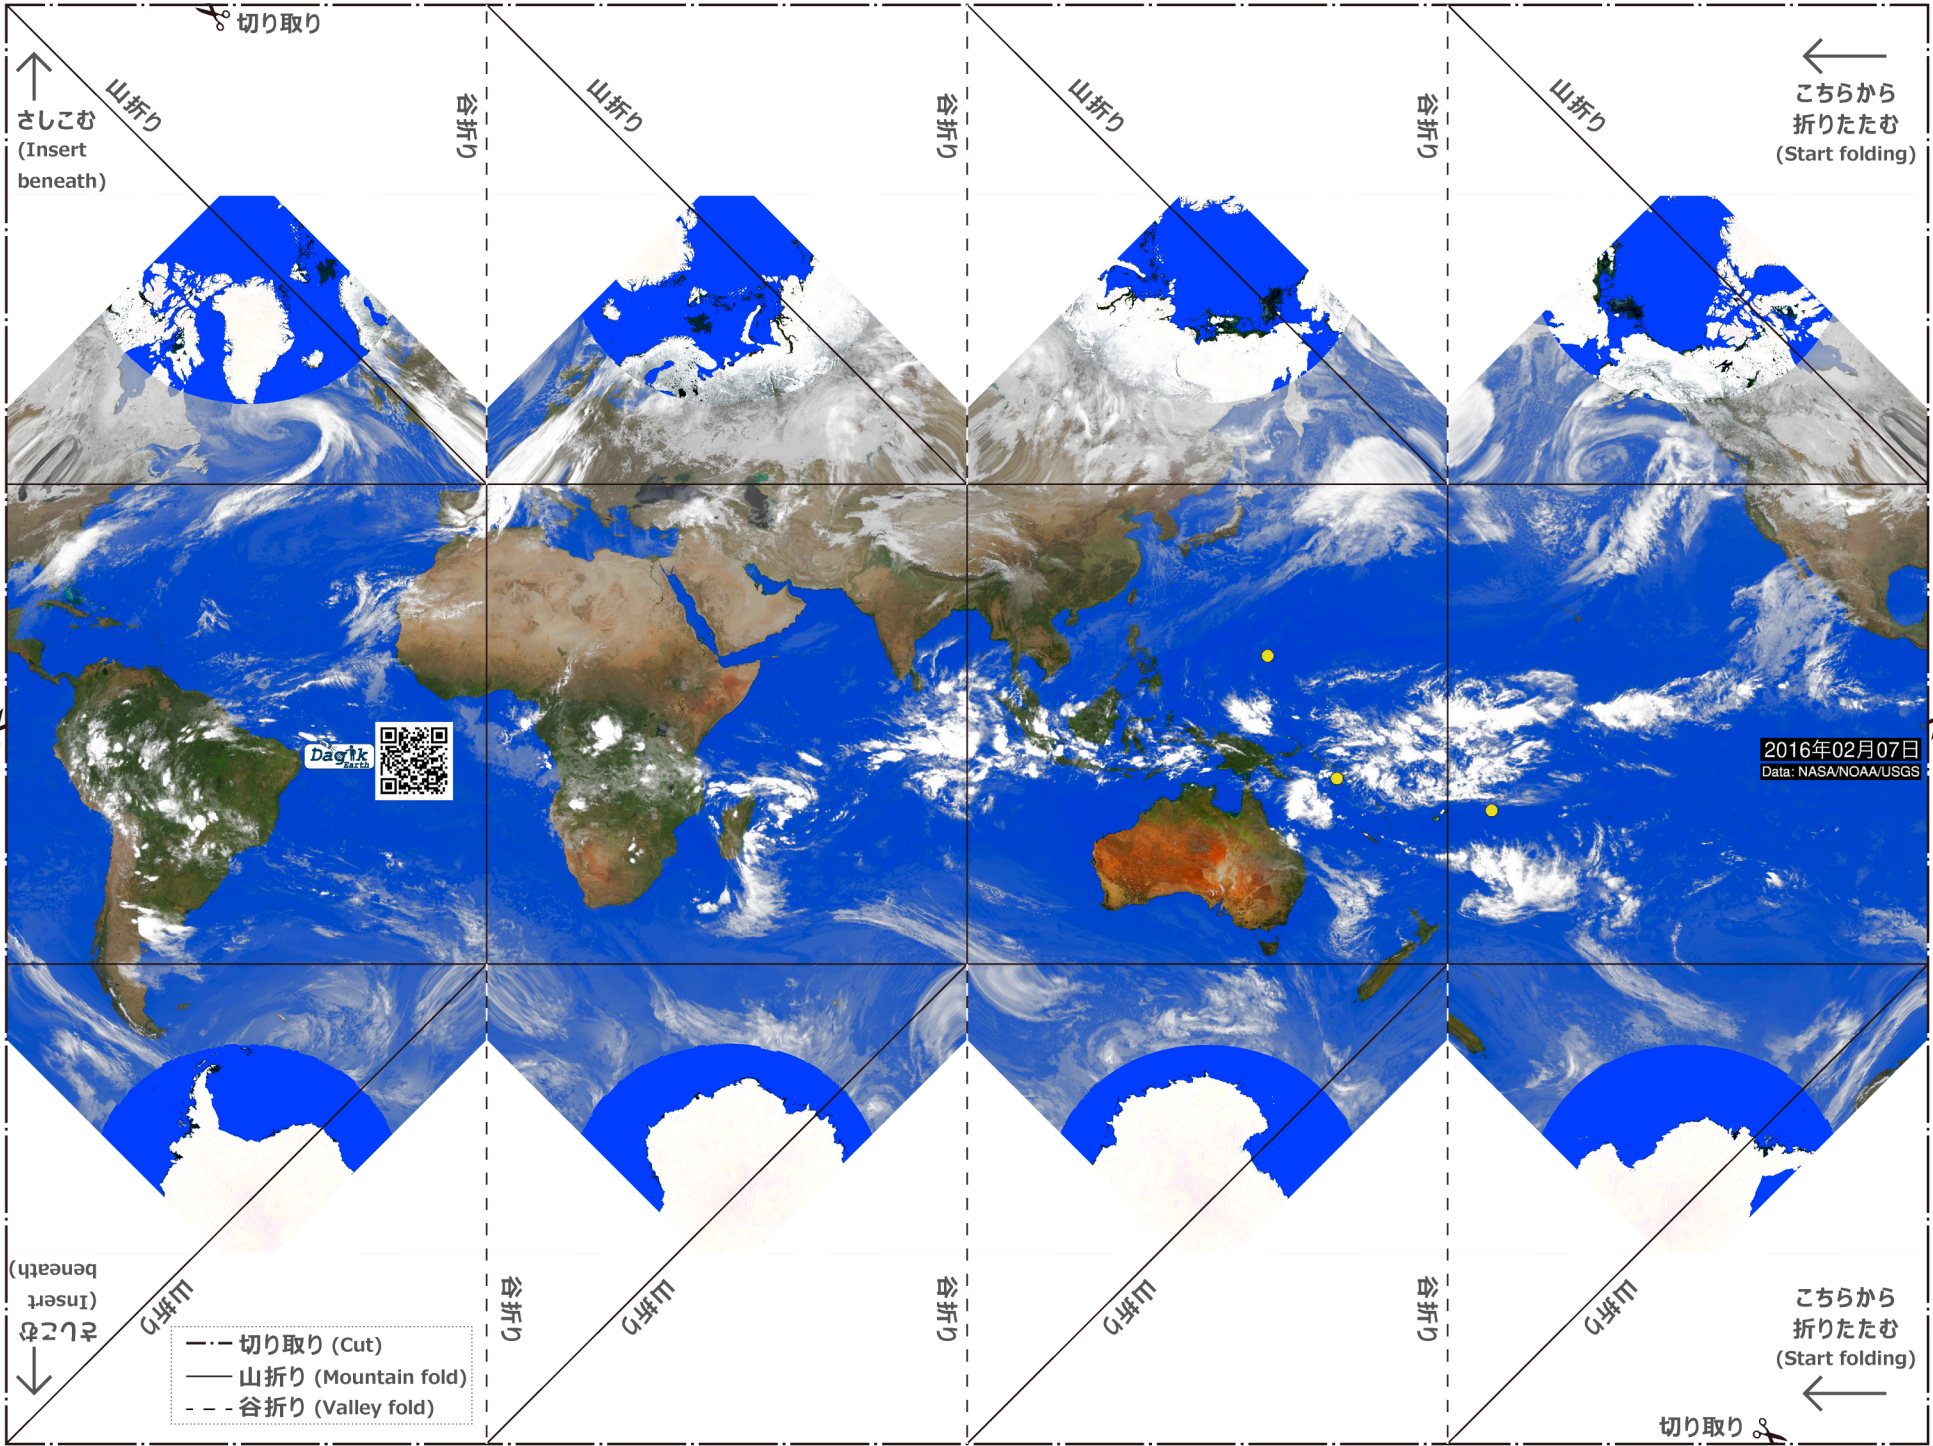 切り取り
山折り
谷折り
山折り
谷折り
山折り
谷折り
山折り
さしこむ
(Insert
beneath)
こちらから
折りたたむ
(Start folding)
Dagik
Earth
2016年02月07日
Data: NASA/NOAA/USGS
さしこむ
(Insert
beneath)
山折り
谷折り
山折り
谷折り
山折り
谷折り
山折り
こちらから
折りたたむ
(Start folding)
切り取り (Cut)
山折り (Mountain fold)
谷折り (Valley fold)
切り取り